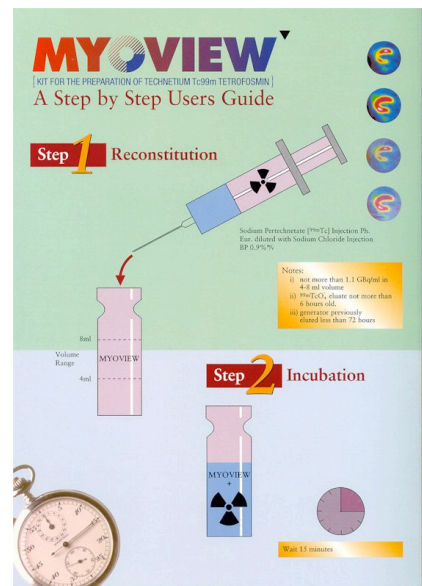 MYOVIEW
[ KIT FOR THE PREPARATION OF TECHNETIUM Tc99m TETROFOSMIN ]
A Step by Step Users Guide
Step 1 Reconstitution
Sodium Pertechnetate [⁹⁹ᵐTc] Injection Ph.
Eur. diluted with Sodium Chloride Injection
BP 0.9%
Notes:
i) not more than 1.1 GBq/ml in
4-8 ml volume
ii) ⁹⁹ᵐTcO₄⁻ eluate not more than
6 hours old.
iii) generator previously
eluted less than 72 hours
8ml
Volume
Range
MYOVIEW
4ml
Step 2 Incubation
MYOVIEW
+
Wait 15 minutes